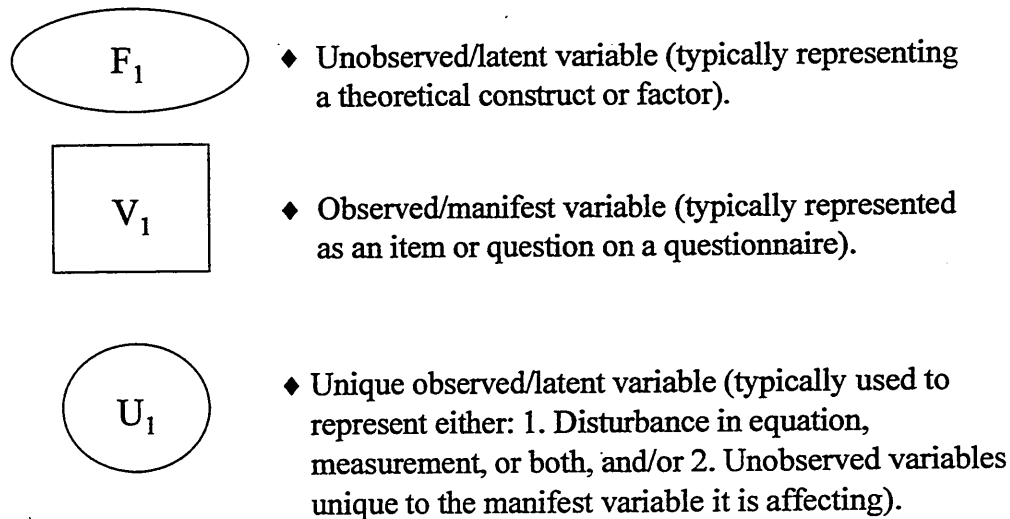 F₁
♦ Unobserved/latent variable (typically representing
a theoretical construct or factor).
V₁
♦ Observed/manifest variable (typically represented
as an item or question on a questionnaire).
U₁
♦ Unique observed/latent variable (typically used to
represent either: 1. Disturbance in equation,
measurement, or both, and/or 2. Unobserved variables
unique to the manifest variable it is affecting).